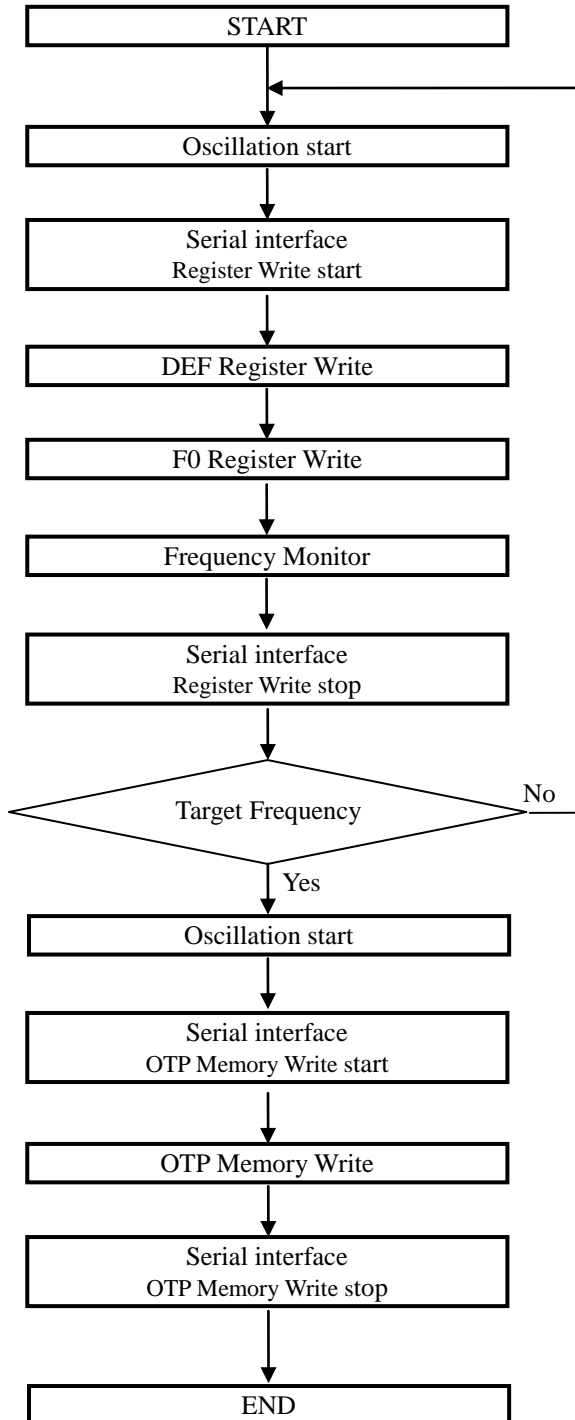 START
Oscillation start
Serial interface
Register Write start
DEF Register Write
F0 Register Write
Frequency Monitor
Serial interface
Register Write stop
Target Frequency
No
Yes
Oscillation start
Serial interface
OTP Memory Write start
OTP Memory Write
Serial interface
OTP Memory Write stop
END